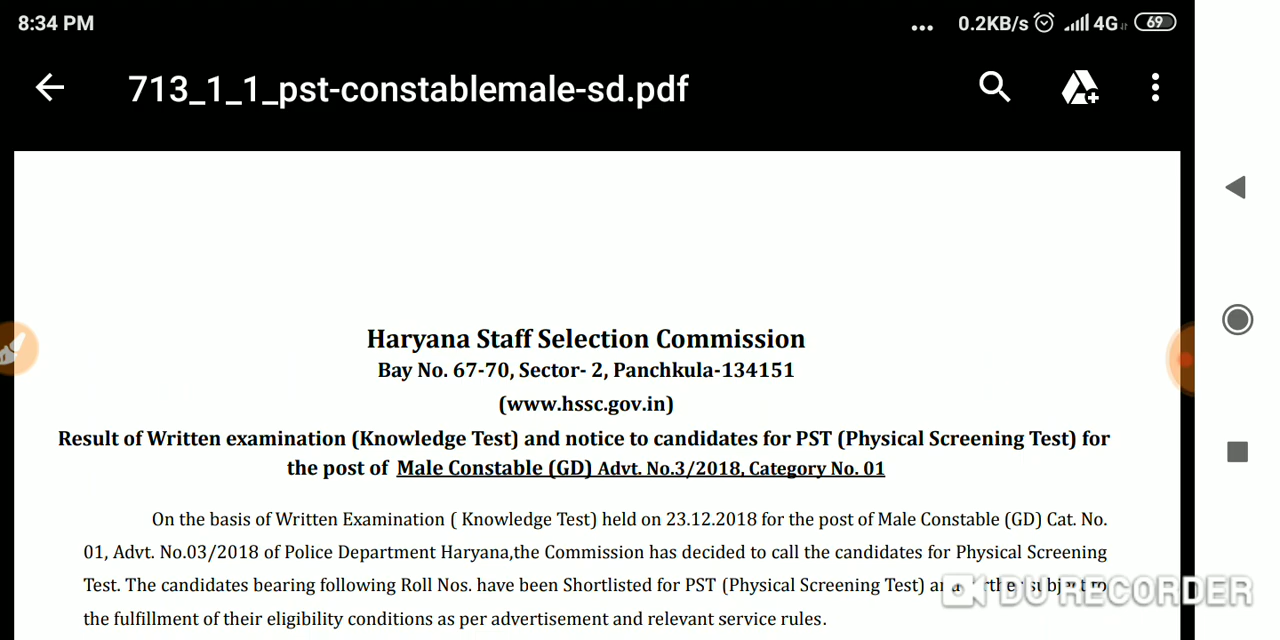 8:34 PM
... 0.2KB/s 4G 69
713_1_1_pst-constablemale-sd.pdf
Haryana Staff Selection Commission
Bay No. 67-70, Sector- 2, Panchkula-134151
(www.hssc.gov.in)
Result of Written examination (Knowledge Test) and notice to candidates for PST (Physical Screening Test) for
the post of Male Constable (GD) Advt. No.3/2018, Category No. 01
On the basis of Written Examination ( Knowledge Test) held on 23.12.2018 for the post of Male Constable (GD) Cat. No.
01, Advt. No.03/2018 of Police Department Haryana,the Commission has decided to call the candidates for Physical Screening
Test. The candidates bearing following Roll Nos. have been Shortlisted for PST (Physical Screening Test) subject to
DU RECORDER
the fulfillment of their eligibility conditions as per advertisement and relevant service rules.